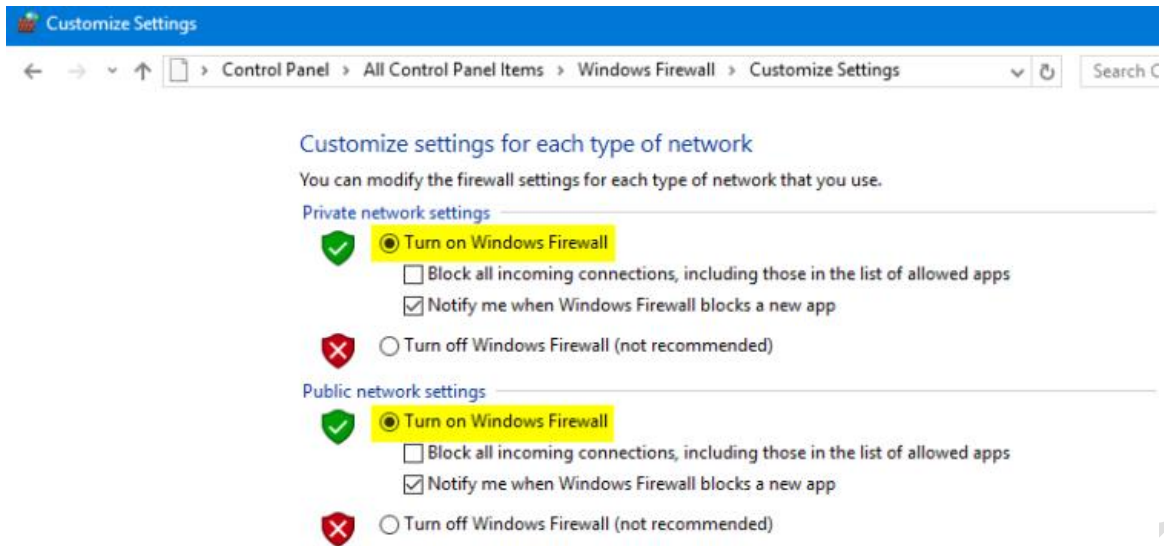 Customize Settings
Control Panel > All Control Panel Items > Windows Firewall > Customize Settings
Search
Customize settings for each type of network
You can modify the firewall settings for each type of network that you use.
Private network settings
Turn on Windows Firewall
Block all incoming connections, including those in the list of allowed apps
Notify me when Windows Firewall blocks a new app
Turn off Windows Firewall (not recommended)
Public network settings
Turn on Windows Firewall
Block all incoming connections, including those in the list of allowed apps
Notify me when Windows Firewall blocks a new app
Turn off Windows Firewall (not recommended)